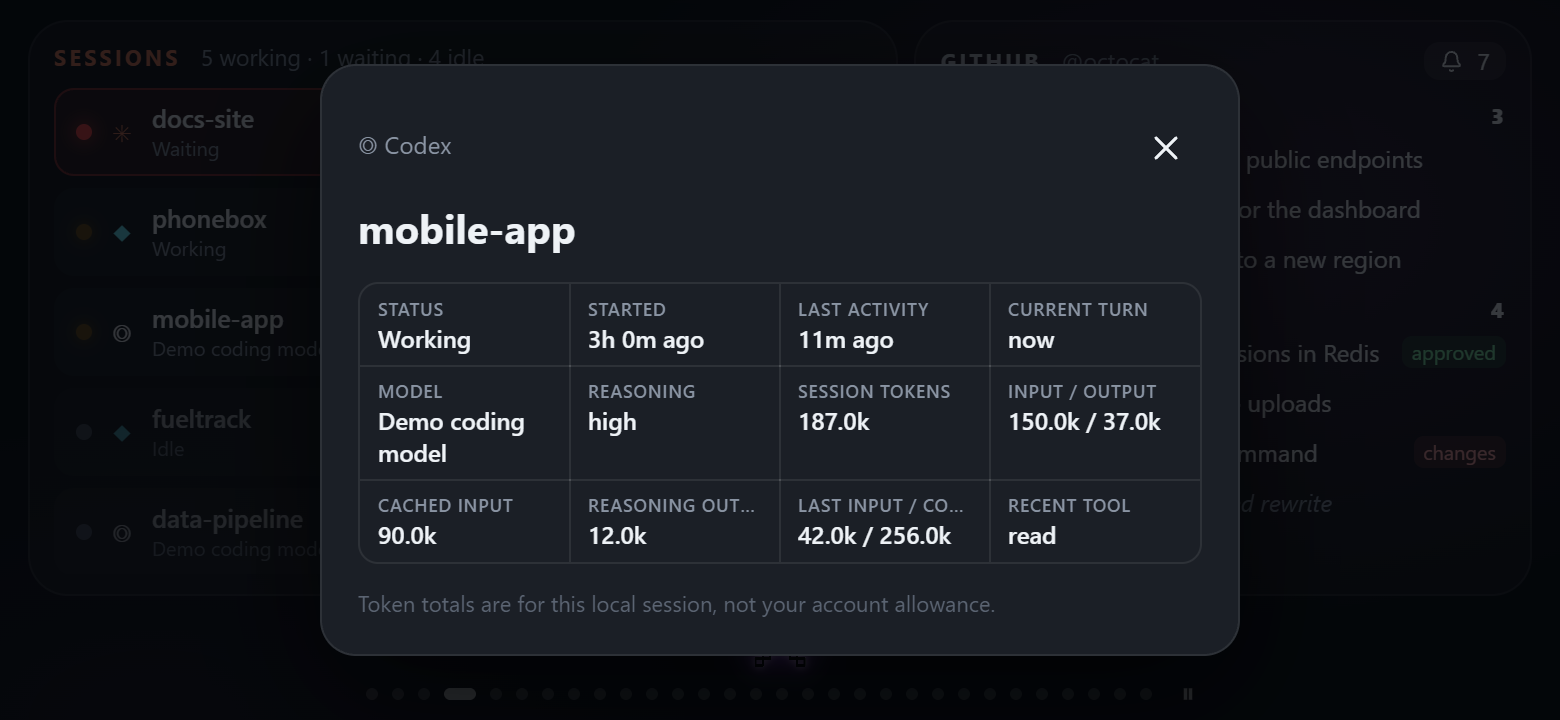 SESSIONS 5 working · 1 waiting · 4 idle
docs-site
Waiting
phonebox
Working
mobile-app
Demo coding mod
fueltrack
Idle
data-pipeline
Demo coding mod
Codex
mobile-app
STATUS
Working
STARTED
3h 0m ago
LAST ACTIVITY
11m ago
CURRENT TURN
now
MODEL
Demo coding
model
REASONING
high
SESSION TOKENS
187.0k
INPUT / OUTPUT
150.0k / 37.0k
CACHED INPUT
90.0k
REASONING OUT...
12.0k
LAST INPUT / CO...
42.0k / 256.0k
RECENT TOOL
read
Token totals are for this local session, not your account allowance.
GITHUB @octocat
7
3
public endpoints
or the dashboard
to a new region
4
sions in Redis approved
uploads
mmand changes
d rewrite